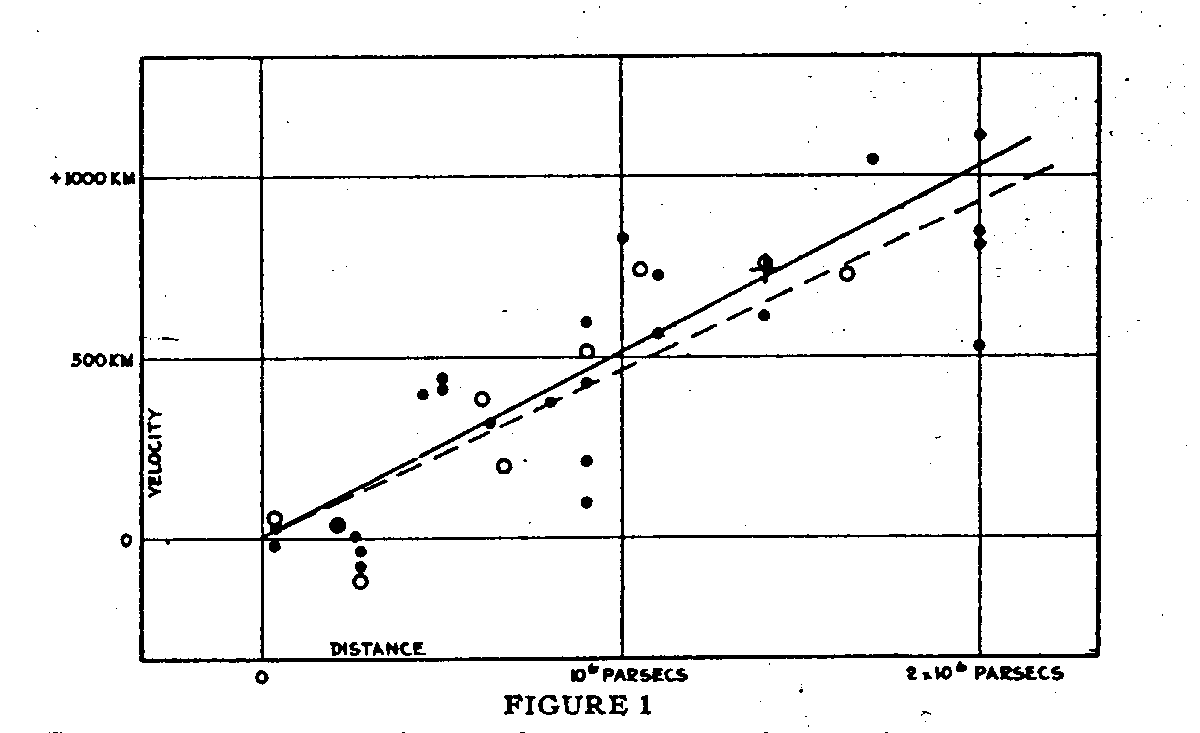 +1000 KM
500 KM
VELOCITY
0
DISTANCE
0
10⁶ PARSECS
2 x 10⁶ PARSECS
FIGURE 1